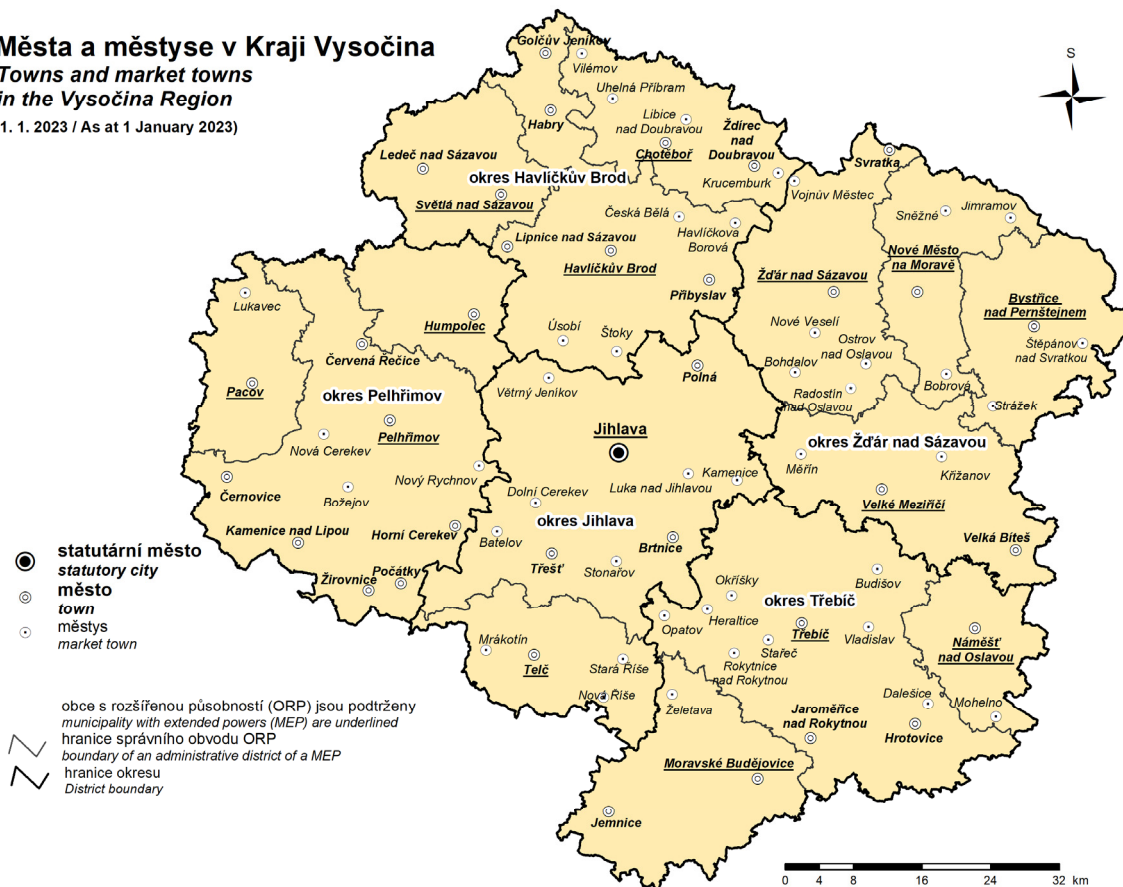 Města a městyse v Kraji Vysočina
Towns and market towns
in the Vysočina Region
1. 1. 2023 / As at 1 January 2023)
S
Golčův Jeníkov
Vilémov
Uhelná Příbram
Habry
Libice
nad Doubravou
Ždírec
nad
Doubravou
Chotěboř
Ledeč nad Sázavou
okres Havlíčkův Brod
Světlá nad Sázavou
Krucemburk
Vojnův Městec
Svratka
Sněžné
Jimramov
Česká Bělá
Havlíčkova
Borová
Lipnice nad Sázavou
Havlíčkův Brod
Přibyslav
Nové Město
na Moravě
Žďár nad Sázavou
Bystřice
nad Pernštejnem
Lukavec
Humpolec
Úsobí
Štoky
Nové Veselí
Ostrov
nad Oslavou
Štěpánov
nad Svratkou
Červená Řečice
Polná
Bohdalov
Radostín
nad Oslavou
Bobrová
Strážek
Pacov
okres Pelhřimov
Větrný Jeníkov
Pelhřimov
Jihlava
okres Žďár nad Sázavou
Nová Cerekev
Měřín
Křižanov
Nový Rychnov
Luka nad Jihlavou
Kamenice
Černovice
Božejov
Dolní Cerekev
Velké Meziříčí
okres Jihlava
Kamenice nad Lipou
Horní Cerekev
Batelov
Brtnice
Velká Bíteš
Třešť
Stonařov
Žirovnice
Počátky
Okříšky
Budišov
okres Třebíč
Heraltice
Opatov
Třebíč
Vladislav
Náměšť
nad Oslavou
Mrákotín
Telč
Stará Říše
Stařeč
Rokytnice
nad Rokytnou
Nová Říše
Želetava
Dalešice
Mohelno
Jaroměřice
nad Rokytnou
Hrotovice
Moravské Budějovice
Jemnice
statutární město
statutory city
město
town
městys
market town
obce s rozšířenou působností (ORP) jsou podtrženy
municipality with extended powers (MEP) are underlined
hranice správního obvodu ORP
boundary of an administrative district of a MEP
hranice okresu
District boundary
0 4 8 16 24 32 km